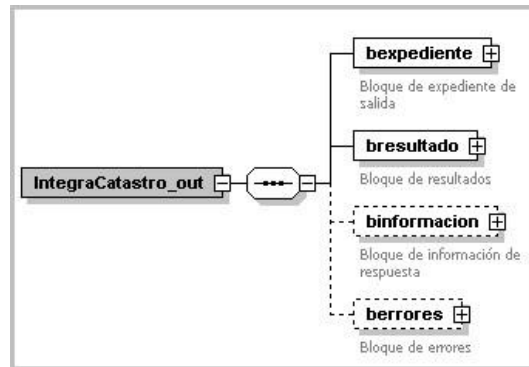 bexpediente
Bloque de expediente de
salida
IntegraCatastro_out
bresultado
Bloque de resultados
binformacion
Bloque de información de
respuesta
berrores
Bloque de errores